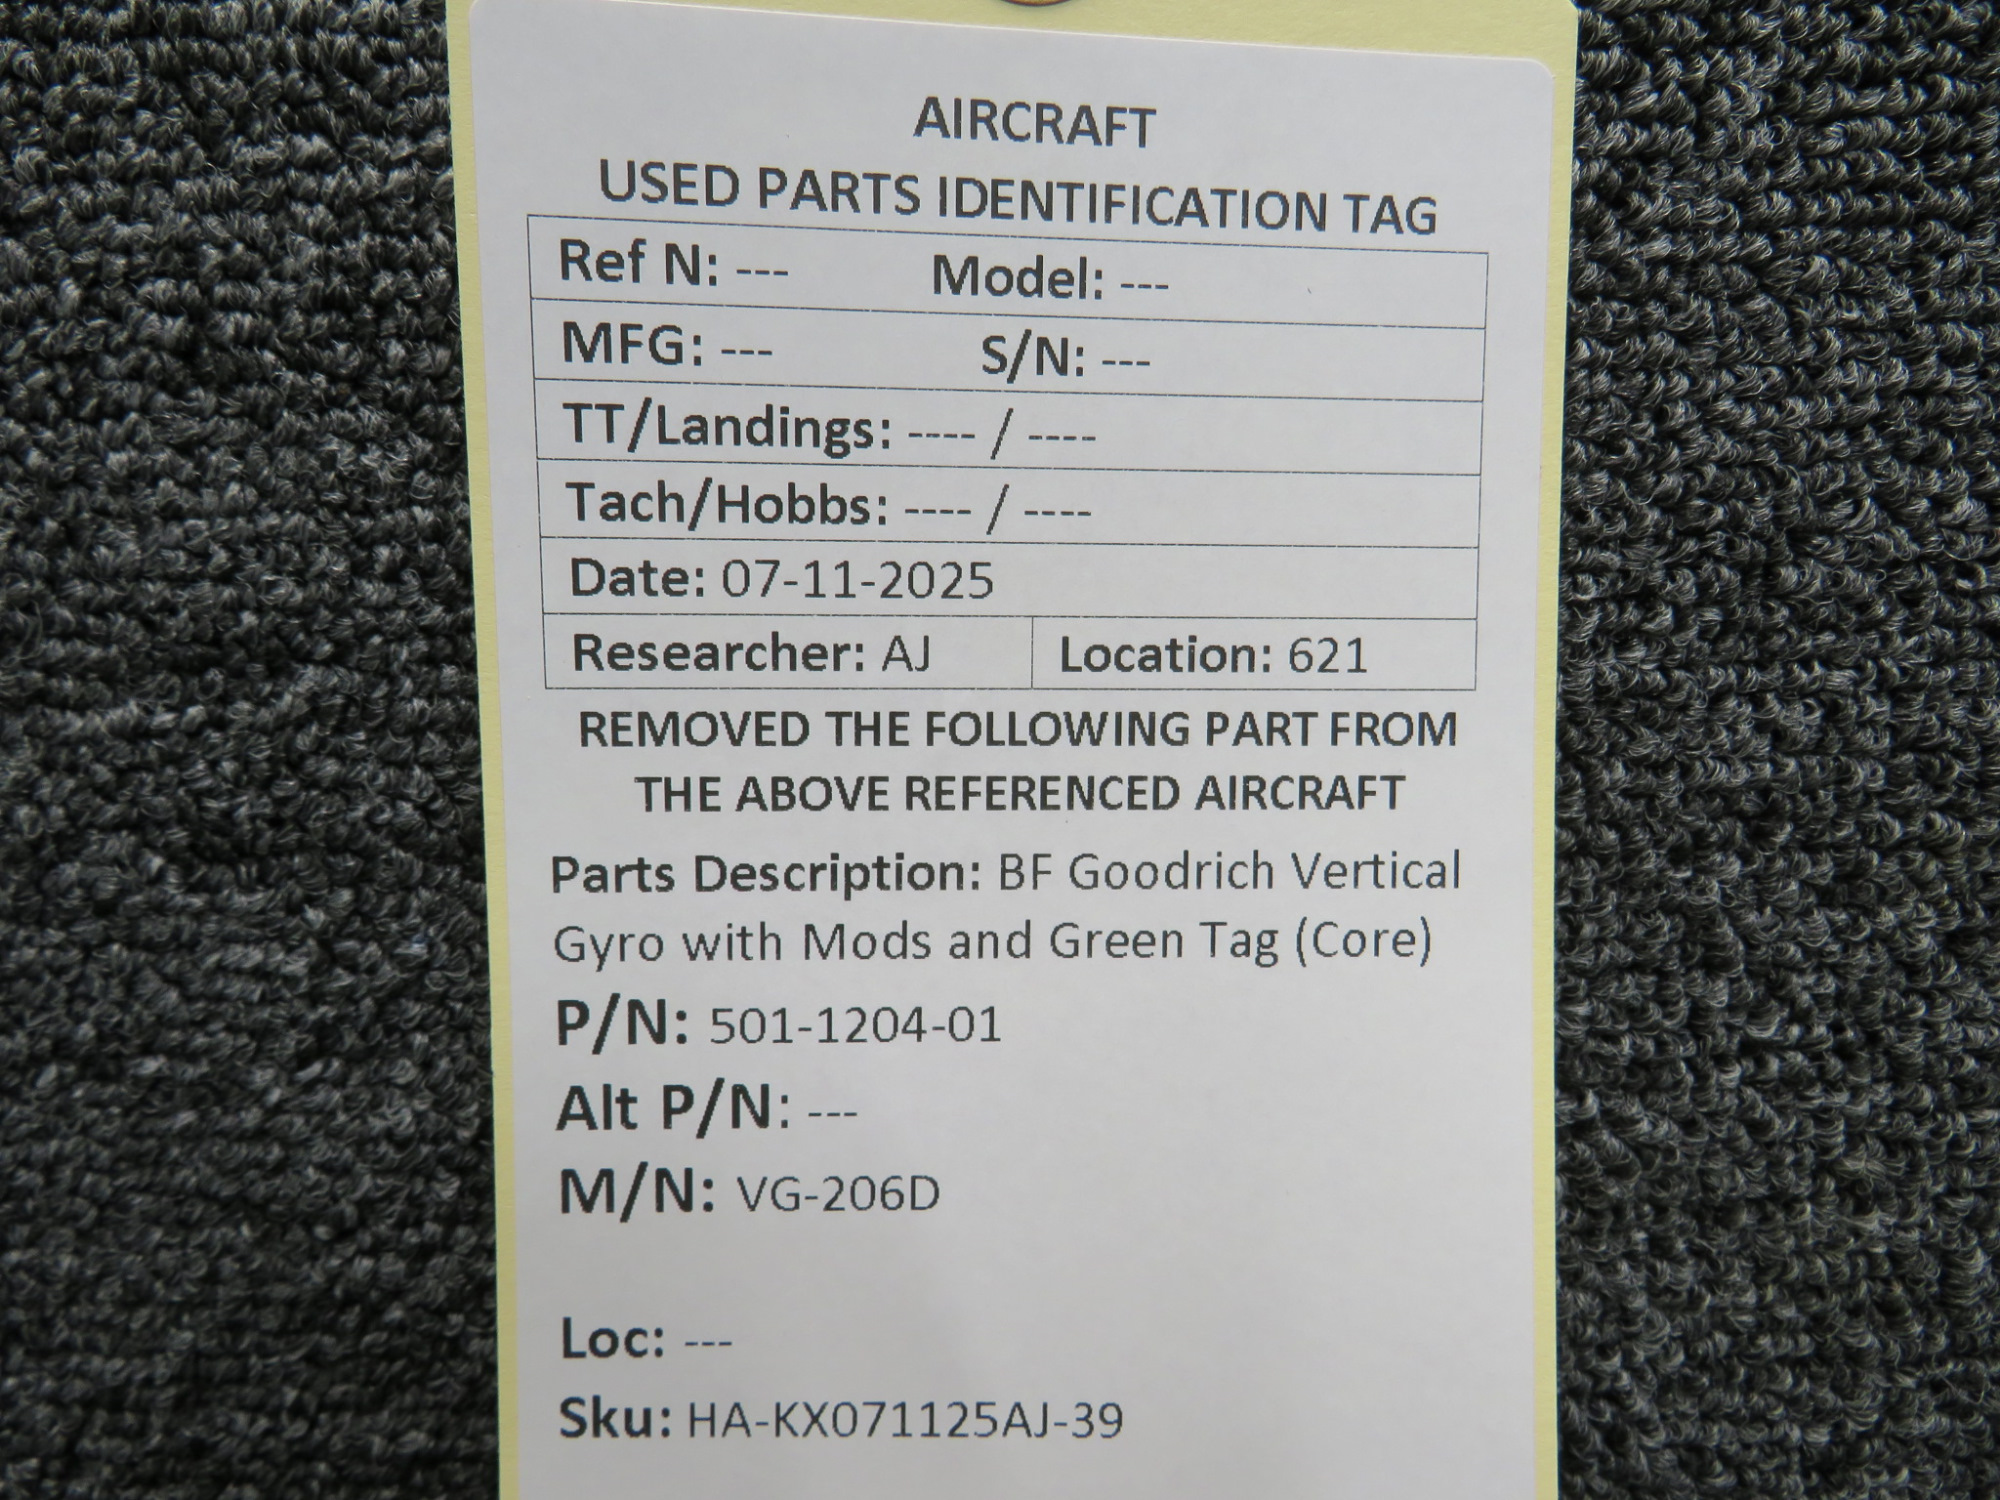 AIRCRAFT
USED PARTS IDENTIFICATION TAG
Ref N: --- Model: ---
MFG: --- S/N: ---
TT/Landings: ---- / ----
Tach/Hobbs: ---- / ----
Date: 07-11-2025
Researcher: AJ Location: 621
REMOVED THE FOLLOWING PART FROM
THE ABOVE REFERENCED AIRCRAFT
Parts Description: BF Goodrich Vertical
Gyro with Mods and Green Tag (Core)
P/N: 501-1204-01
Alt P/N: ---
M/N: VG-206D
Loc: ---
Sku: HA-KX071125AJ-39